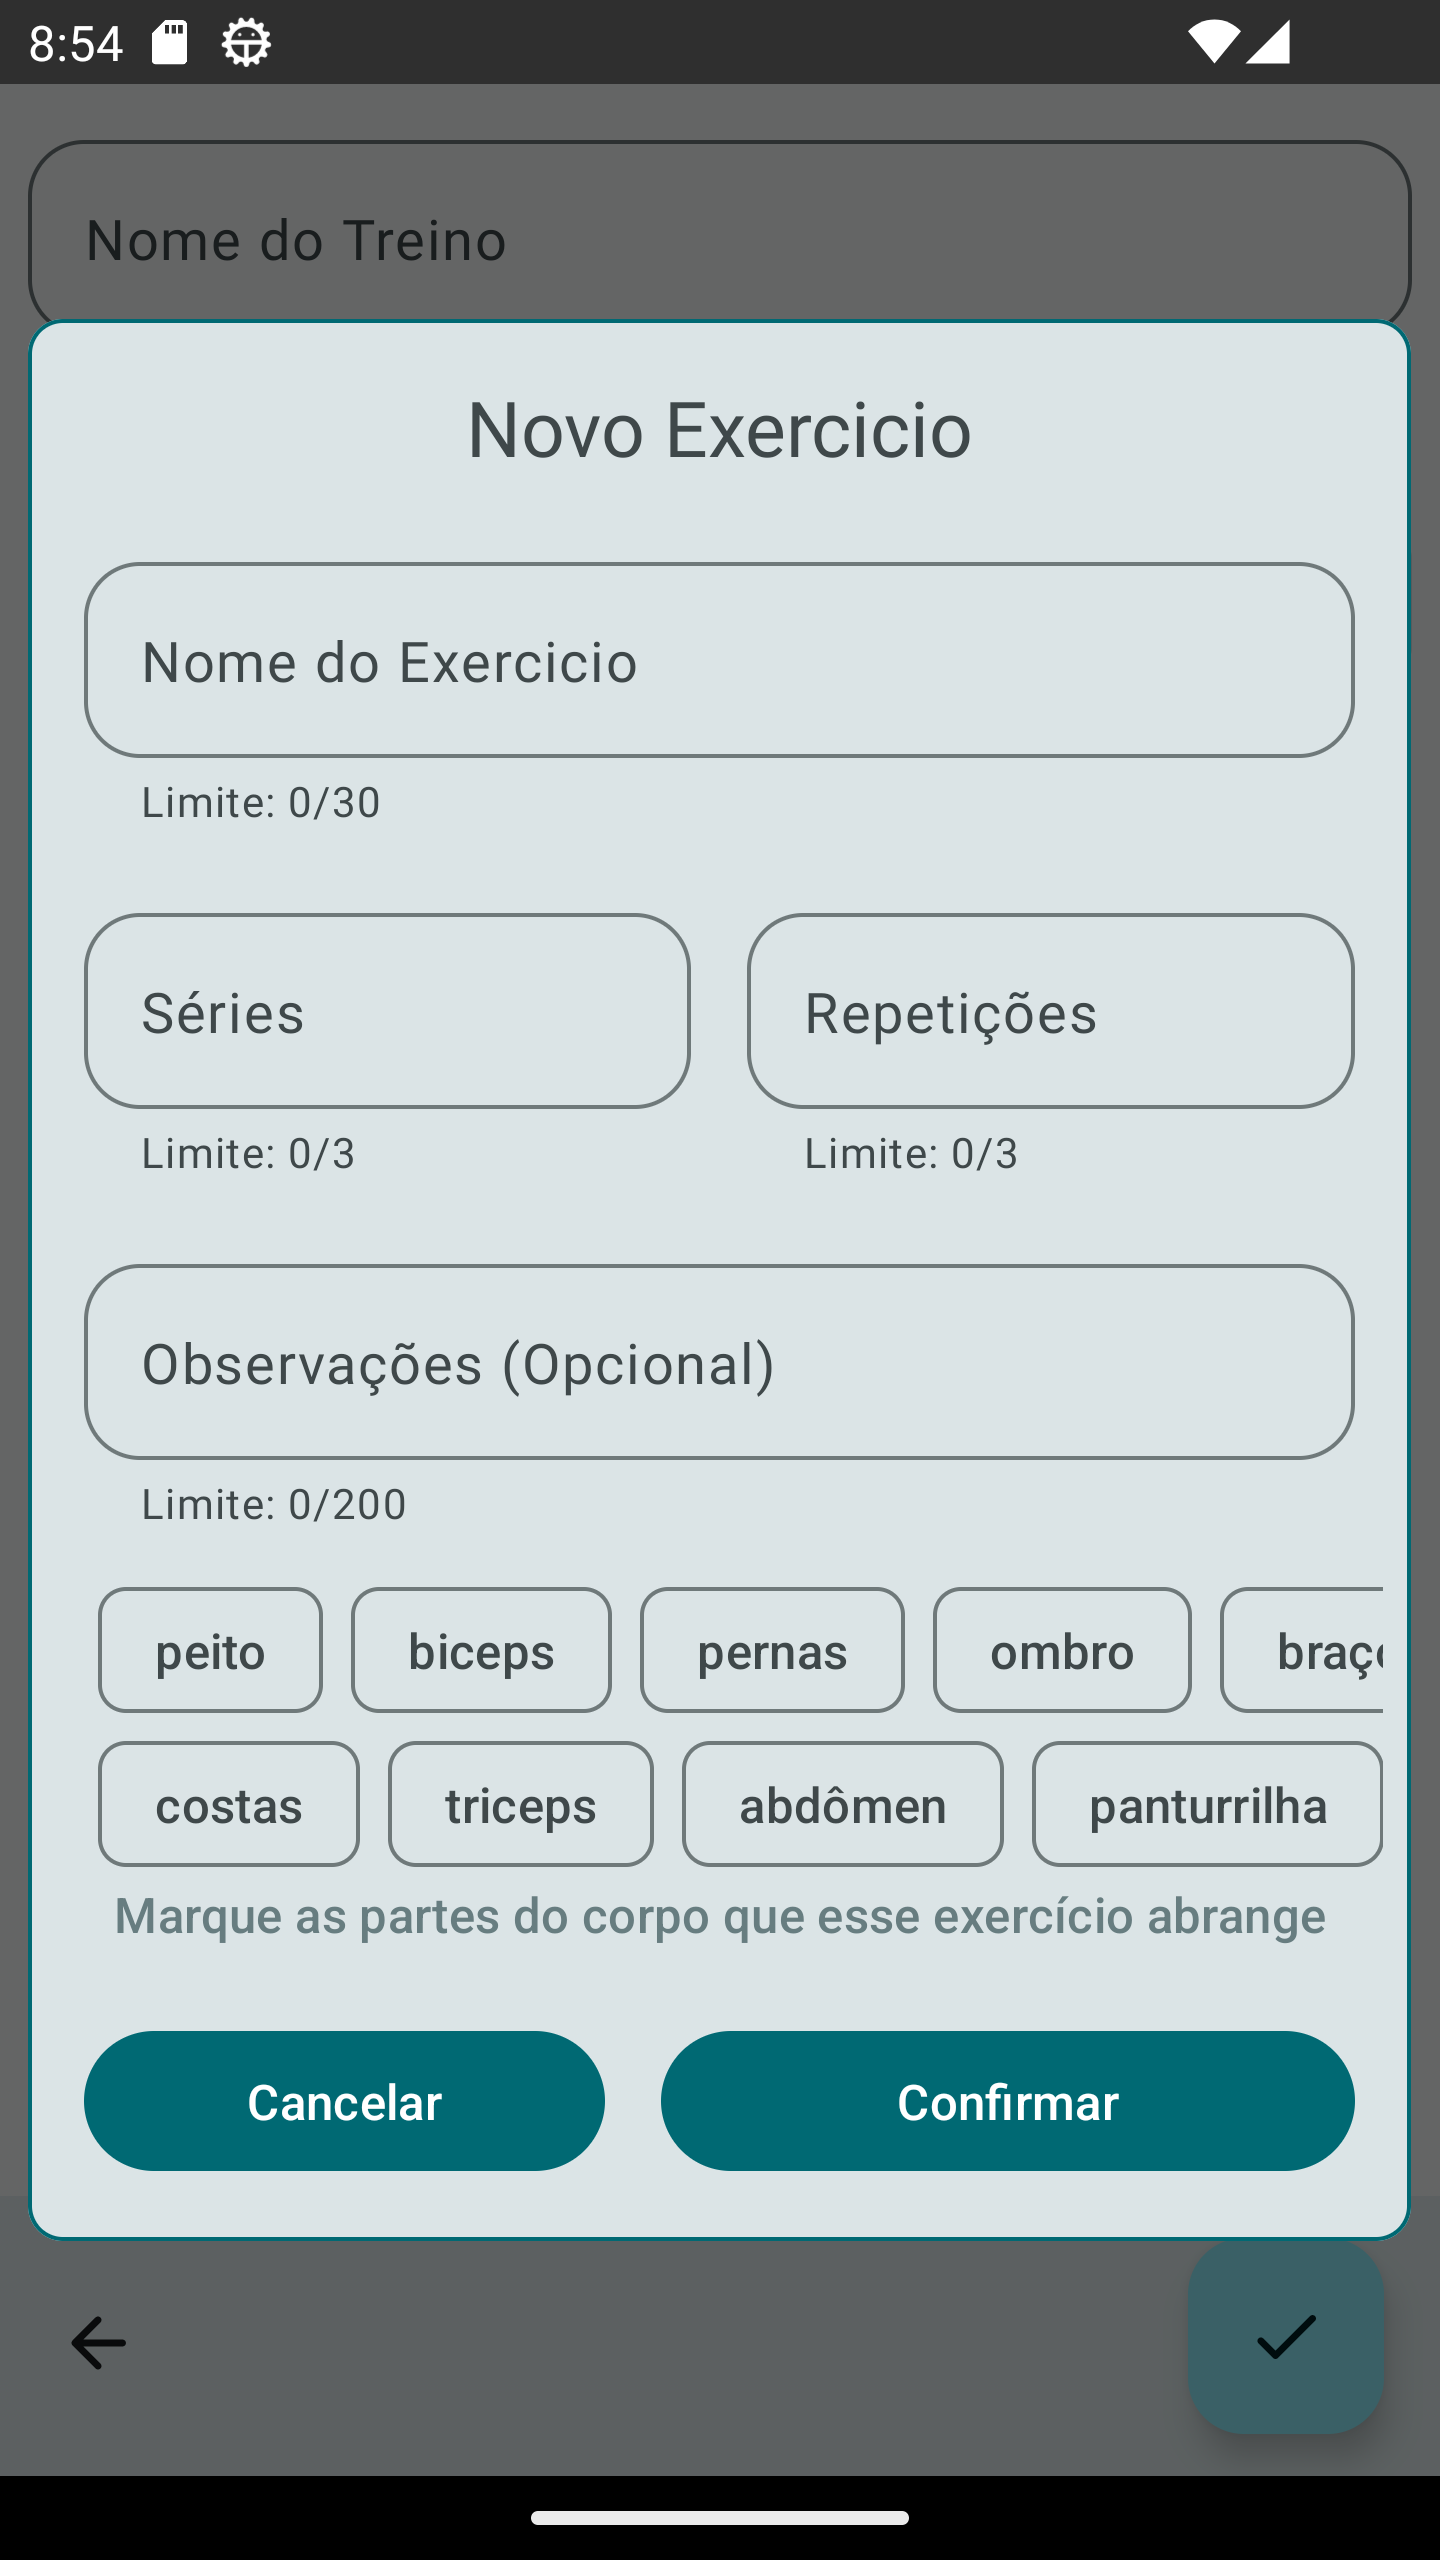 8:54
Nome do Treino
Novo Exercicio
Nome do Exercicio
Limite: 0/30
Séries
Repetições
Limite: 0/3
Limite: 0/3
Observações (Opcional)
Limite: 0/200
peito
biceps
pernas
ombro
costas
triceps
abdômen
panturrilha
Marque as partes do corpo que esse exercício abrange
Cancelar
Confirmar